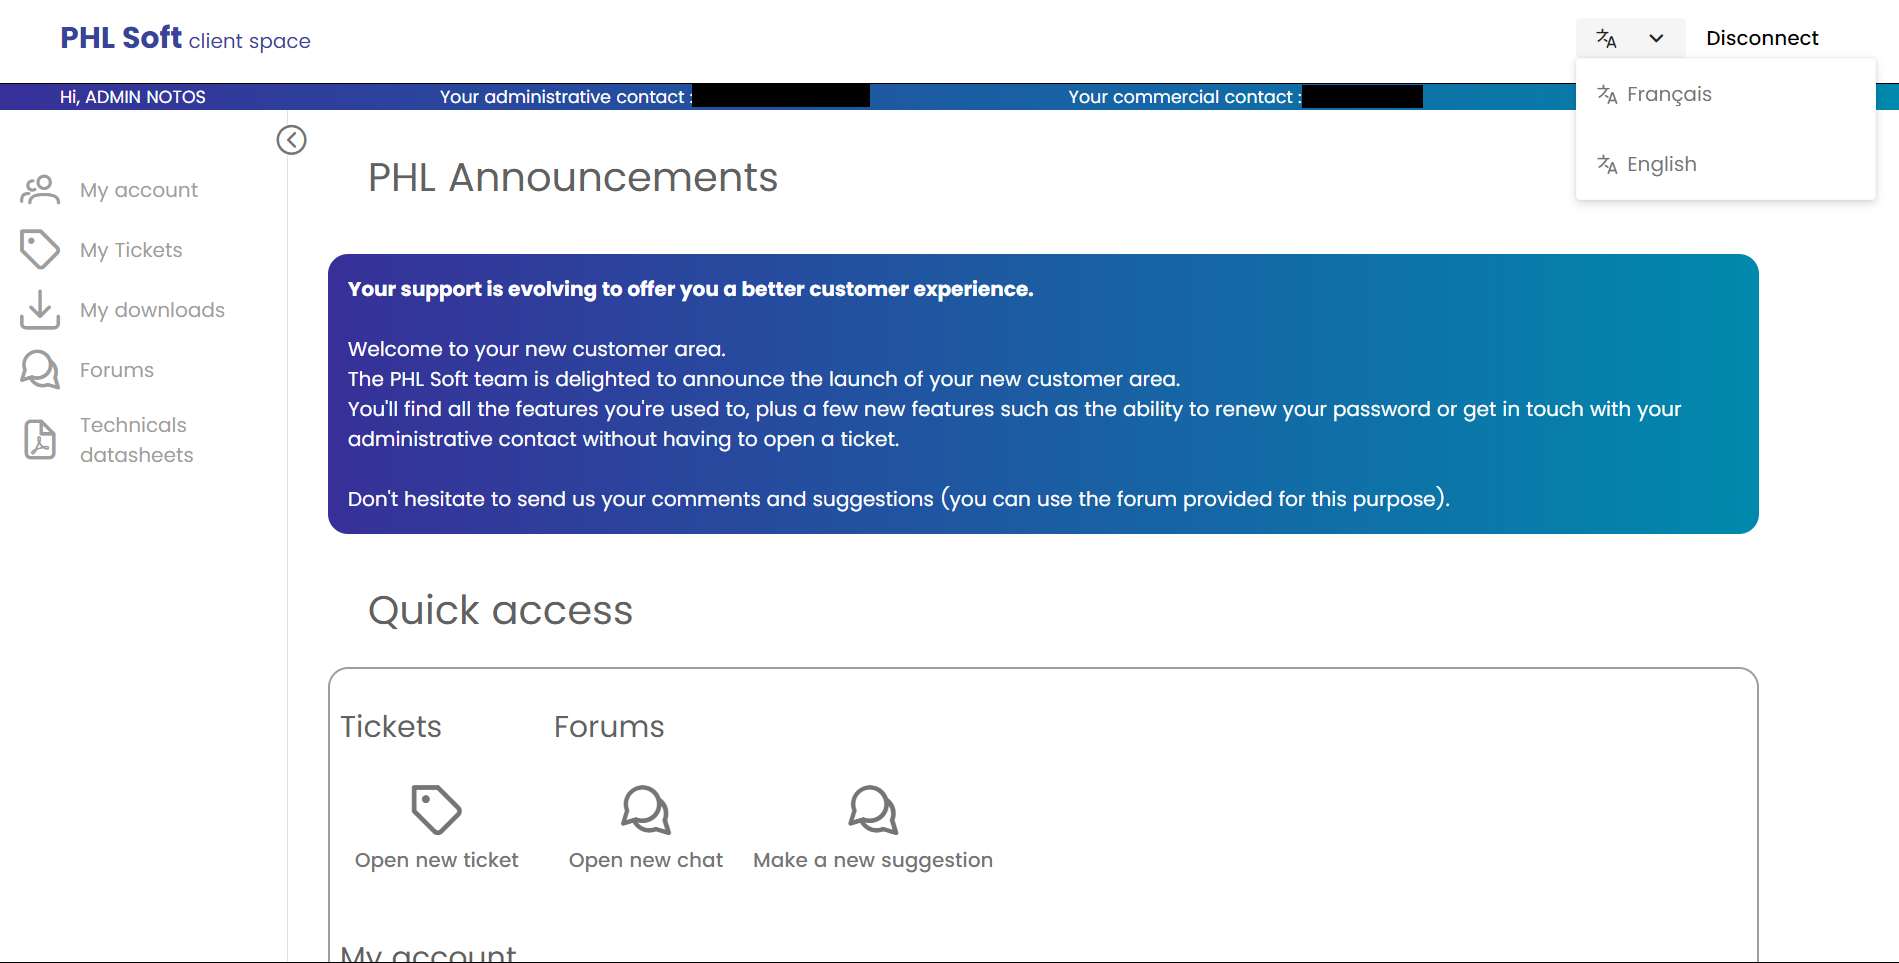 PHL Soft client space
Disconnect
Hi, ADMIN NOTOS
Your administrative contact :
Your commercial contact :
Français
English
My account
My Tickets
My downloads
Forums
Technicals
datasheets
PHL Announcements
Your support is evolving to offer you a better customer experience.
Welcome to your new customer area.
The PHL Soft team is delighted to announce the launch of your new customer area.
You'll find all the features you're used to, plus a few new features such as the ability to renew your password or get in touch with your
administrative contact without having to open a ticket.
Don't hesitate to send us your comments and suggestions (you can use the forum provided for this purpose).
Quick access
Tickets
Forums
Open new ticket
Open new chat
Make a new suggestion
My account